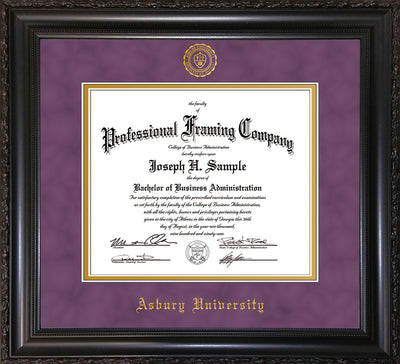 the faculty
of
Professional Framing Company
College of Business Administration
hereby confers upon
Joseph H. Sample
the degree of
Bachelor of Business Administration
For satisfactory completion of the prescribed curriculum and examinations
as set forth by the faculty of the College of Business Administration,
with all the rights, honors and privileges pertaining hereto
given in the city of Athens in the state of Georgia this 16th
day of August, in the year one thousand,
nine hundred and ninety-one
Asbury University